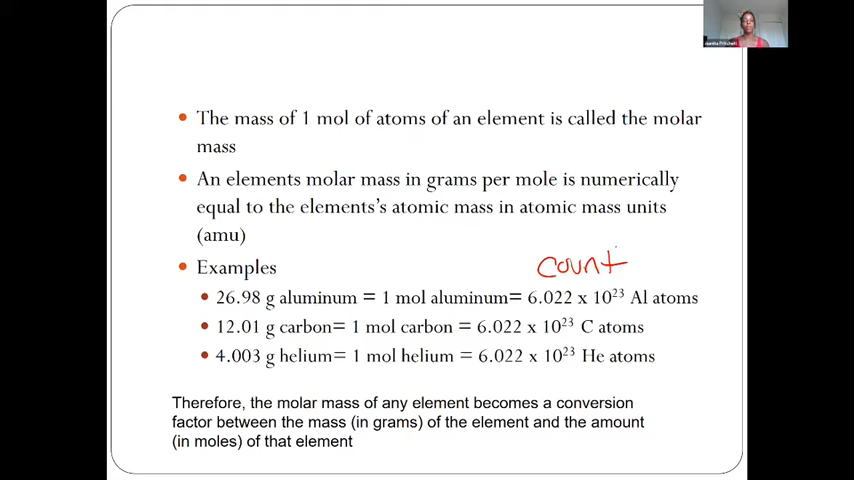 The mass of 1 mol of atoms of an element is called the molar
mass
An elements molar mass in grams per mole is numerically
equal to the elements's atomic mass in atomic mass units
(amu)
Examples
count
26.98 g aluminum = 1 mol aluminum= 6.022 x 10²³ Al atoms
12.01 g carbon= 1 mol carbon = 6.022 x 10²³ C atoms
4.003 g helium= 1 mol helium = 6.022 x 10²³ He atoms
Therefore, the molar mass of any element becomes a conversion
factor between the mass (in grams) of the element and the amount
(in moles) of that element